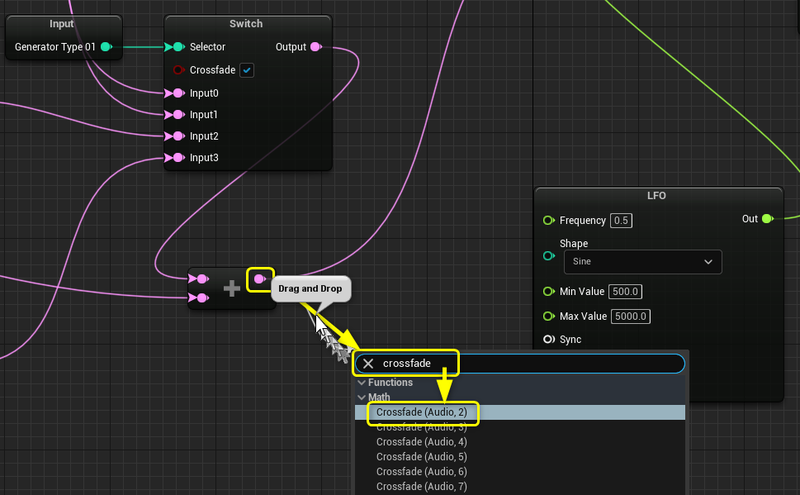 Input
Generator Type 01
Switch
Selector
Output
Crossfade
Input0
Input1
Input2
Input3
LFO
Frequency 0.5
Out
Shape
Sine
Min Value 500.0
Max Value 5000.0
Sync
Drag and Drop
crossfade
Functions
Math
Crossfade (Audio, 2)
Crossfade (Audio, 3)
Crossfade (Audio, 4)
Crossfade (Audio, 5)
Crossfade (Audio, 6)
Crossfade (Audio, 7)